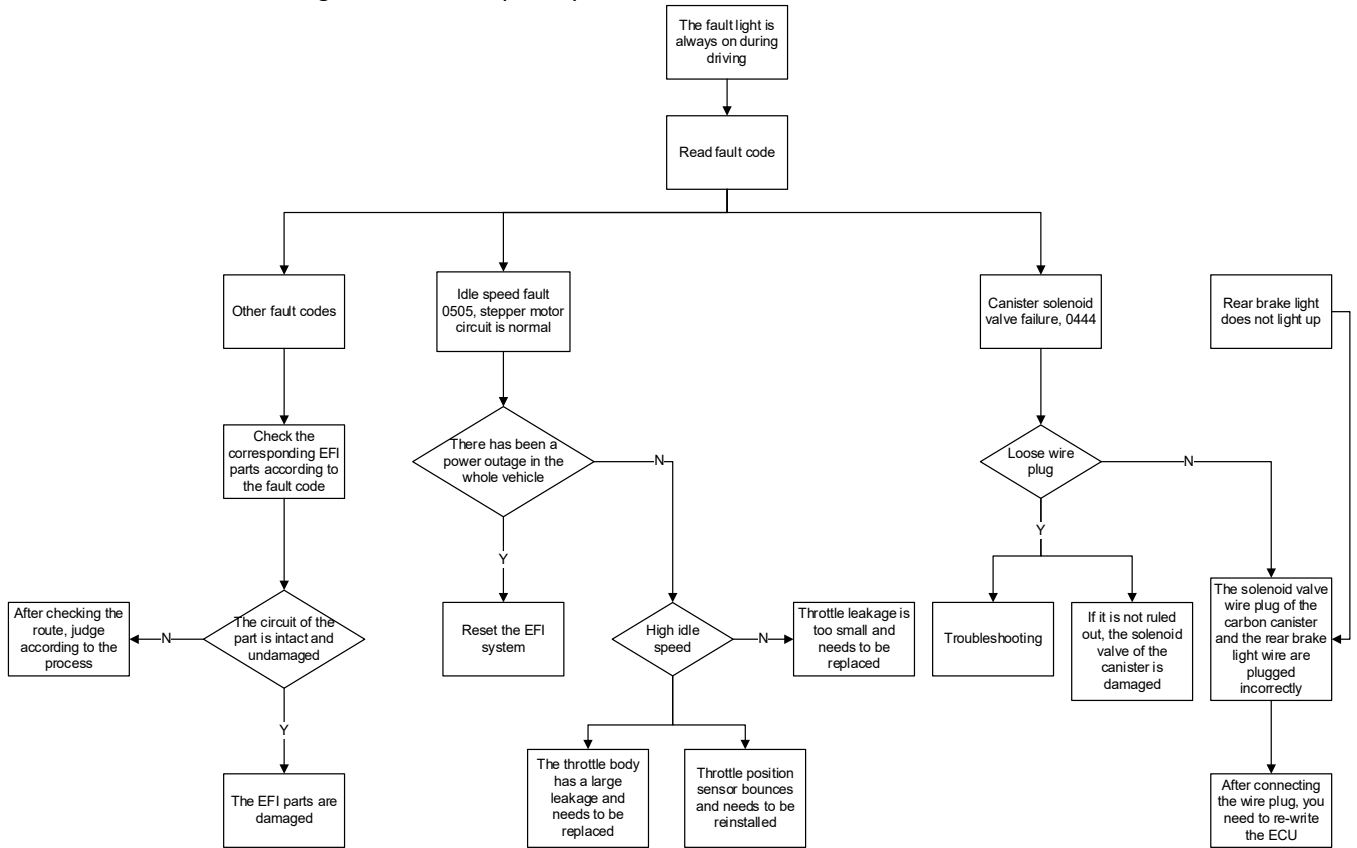 The fault light is
always on during
driving
Read fault code
Other fault codes
Idle speed fault
0505, stepper motor
circuit is normal
Canister solenoid
valve failure, 0444
Rear brake light
does not light up
Check the
corresponding EFI
parts according to
the fault code
There has been a
power outage in the
whole vehicle
N
Loose wire
plug
N
Y
Y
After checking the
route, judge
according to the
process
N
The circuit of the
part is intact and
undamaged
Reset the EFI
system
High idle
speed
N
Throttle leakage is
too small and
needs to be
replaced
Troubleshooting
If it is not ruled
out, the solenoid
valve of the
canister is
damaged
The solenoid valve
wire plug of the
carbon canister
and the rear brake
light wire are
plugged
incorrectly
Y
The EFI parts are
damaged
The throttle body
has a large
leakage and
needs to be
replaced
Throttle position
sensor bounces
and needs to be
reinstalled
After connecting
the wire plug, you
need to re-write
the ECU